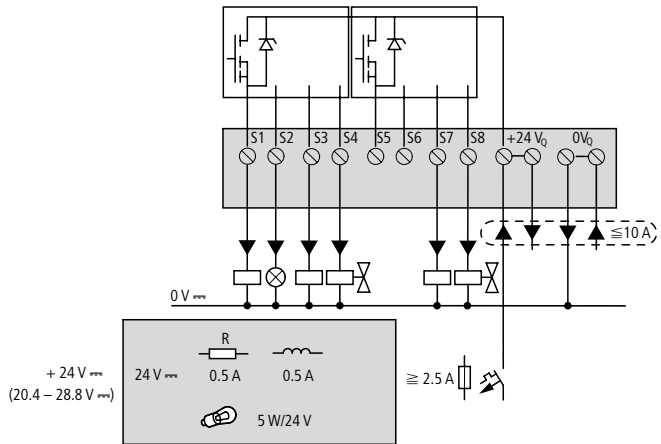 S1 S2 S3 S4 S5 S6 S7 S8 +24 VQ 0VQ
≦10 A
0 V ⎓
R
+ 24 V ⎓
(20.4 – 28.8 V ⎓)
24 V ⎓
0.5 A 0.5 A
≧ 2.5 A
5 W/24 V